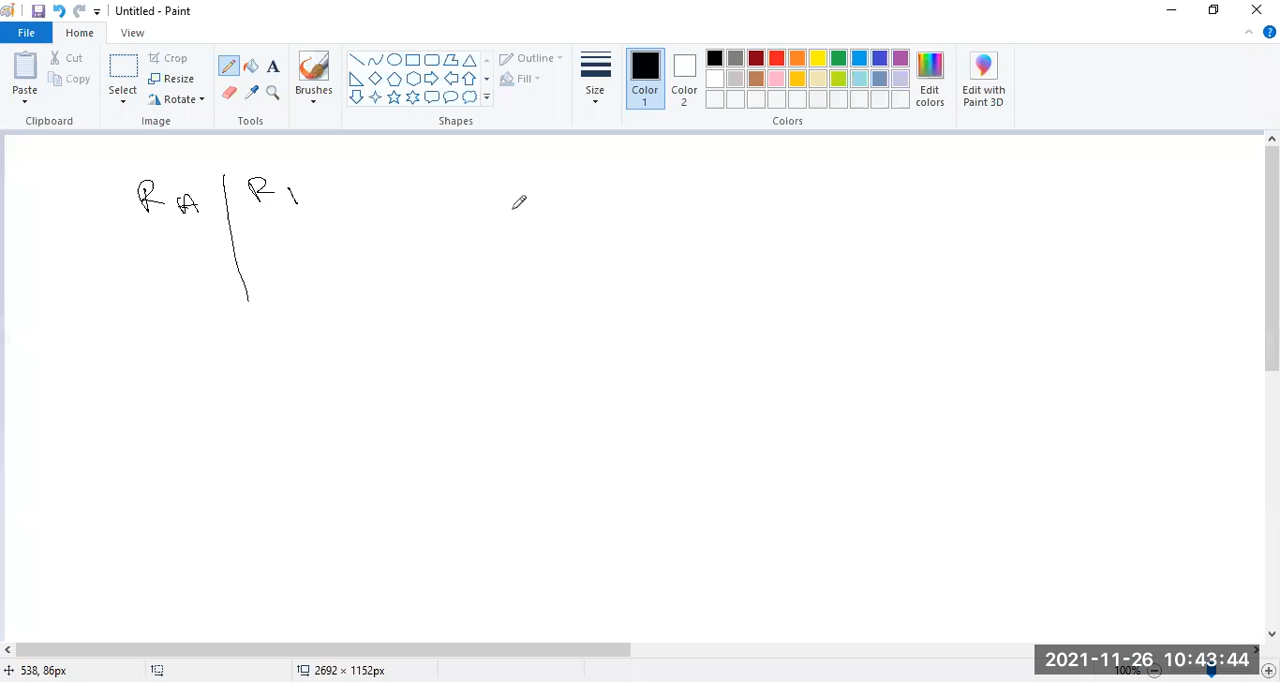 Untitled - Paint
File Home View
Paste Cut Copy Select Crop Resize Rotate Brushes Size Outline Fill Color 1 Color 2 Edit colors Edit with Paint 3D
Clipboard Image Tools Shapes Colors
R A | R 1
538, 86px 2692 × 1152px 100%
2021-11-26 10:43:44